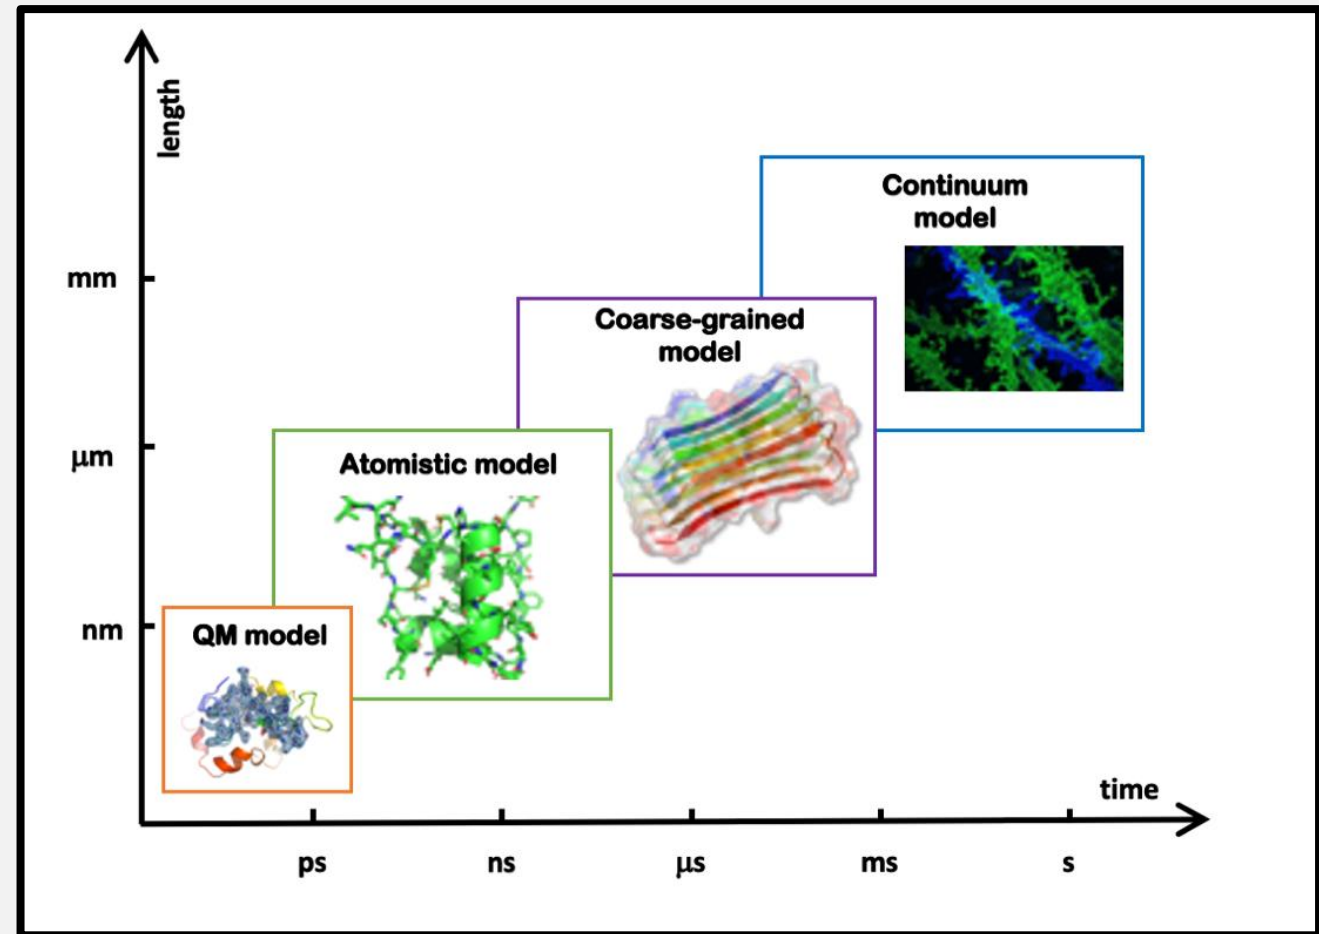 length
Continuum
model
mm
Coarse-grained
model
μm
Atomistic model
nm
QM model
time
ps
ns
μs
ms
s